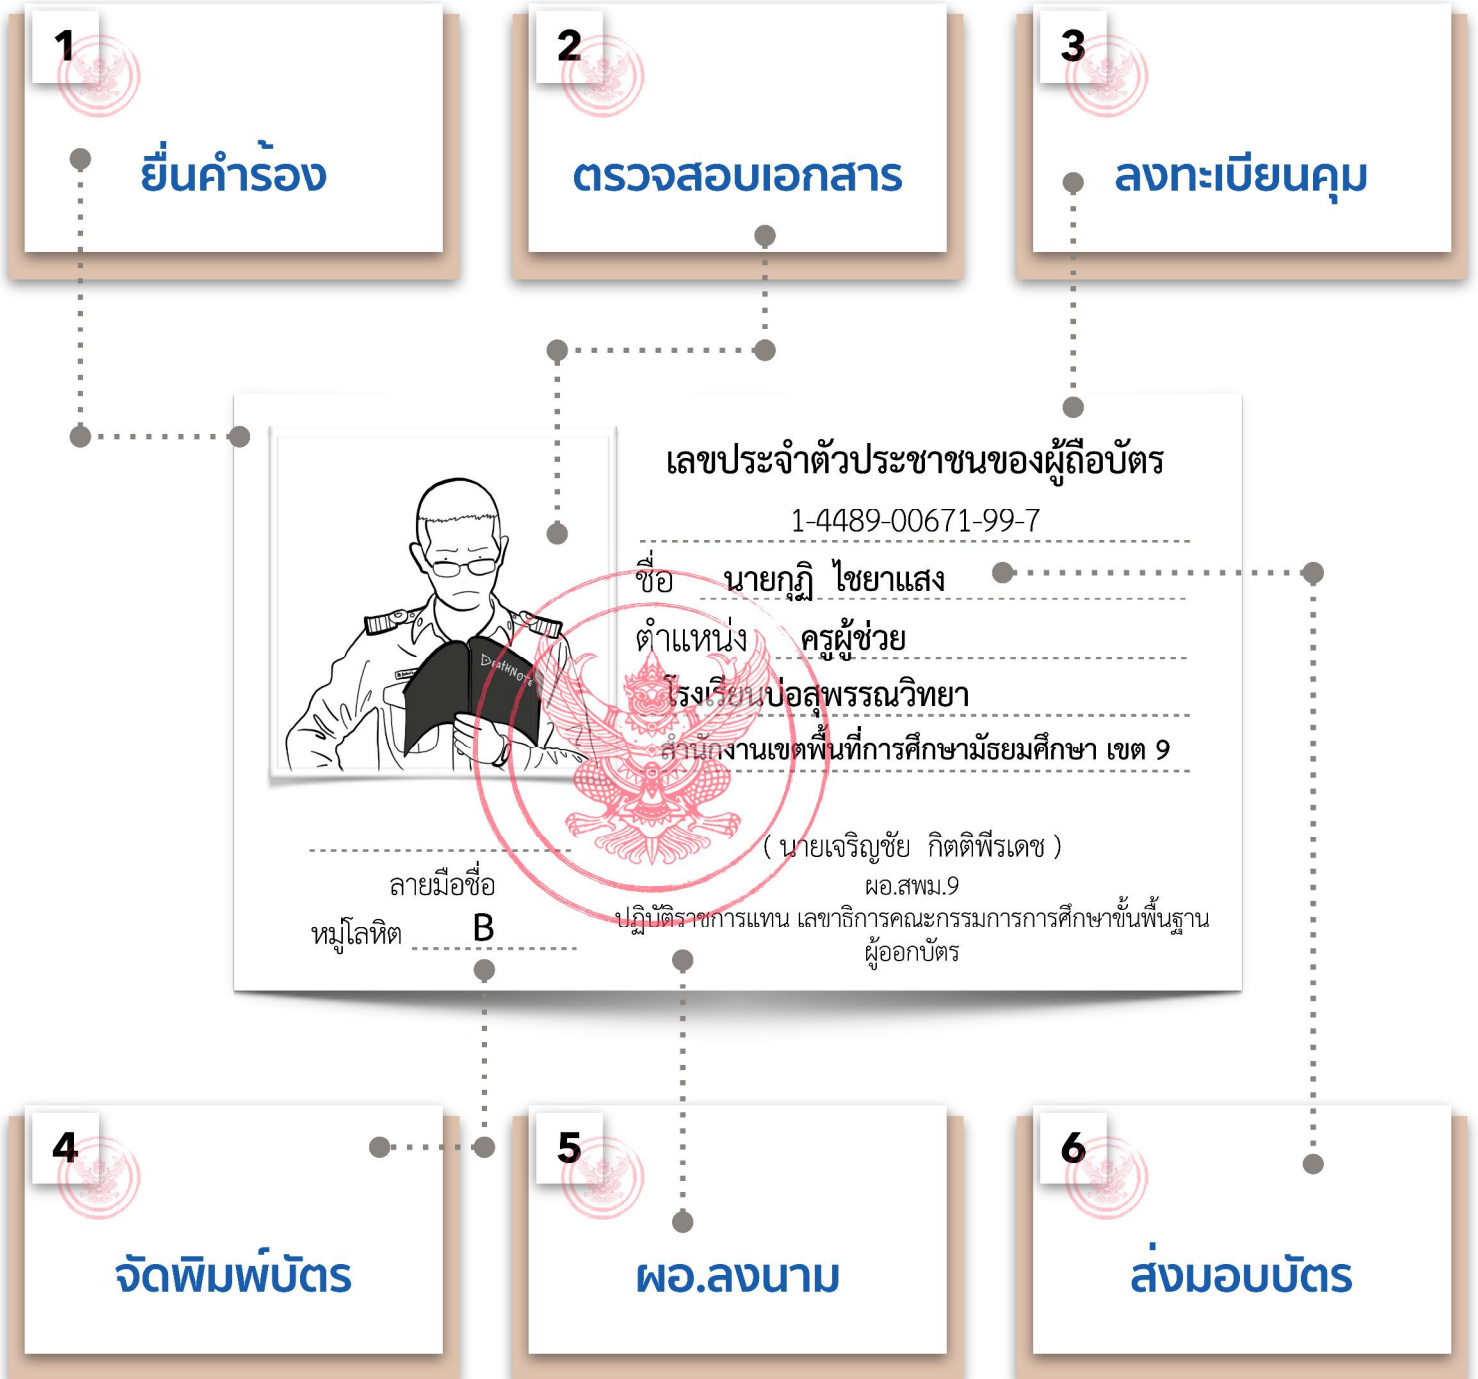 1
ยื่นคำร้อง
2
ตรวจสอบเอกสาร
3
ลงทะเบียนคุม
เลขประจำตัวประชาชนของผู้ถือบัตร
1-4489-00671-99-7
ชื่อ นายกุฏิ ไชยาแสง
ตำแหน่ง ครูผู้ช่วย
โรงเรียนบ่อสุพรรณวิทยา
สำนักงานเขตพื้นที่การศึกษามัธยมศึกษา เขต 9
DEATHNOTE
ลายมือชื่อ
หมู่โลหิต B
( นายเจริญชัย กิตติพีรเดช )
ผอ.สพม.9
ปฏิบัติราชการแทน เลขาธิการคณะกรรมการการศึกษาขั้นพื้นฐาน
ผู้ออกบัตร
4
จัดพิมพ์บัตร
5
ผอ.ลงนาม
6
ส่งมอบบัตร